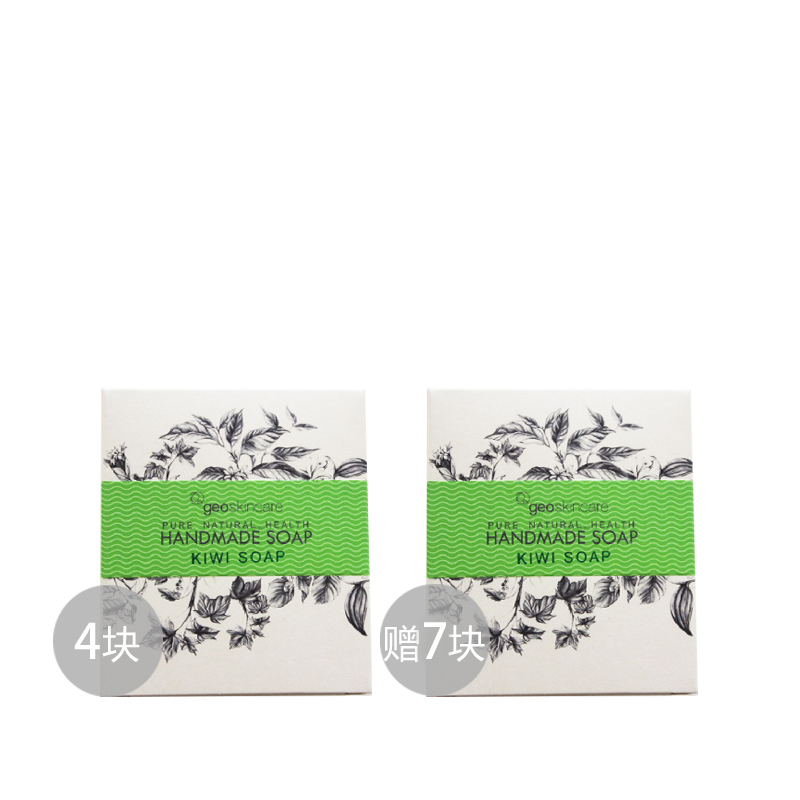 geoskincare
PURE NATURAL HEALTH
HANDMADE SOAP
KIWI SOAP
4块
geoskincare
PURE NATURAL HEALTH
HANDMADE SOAP
KIWI SOAP
赠7块